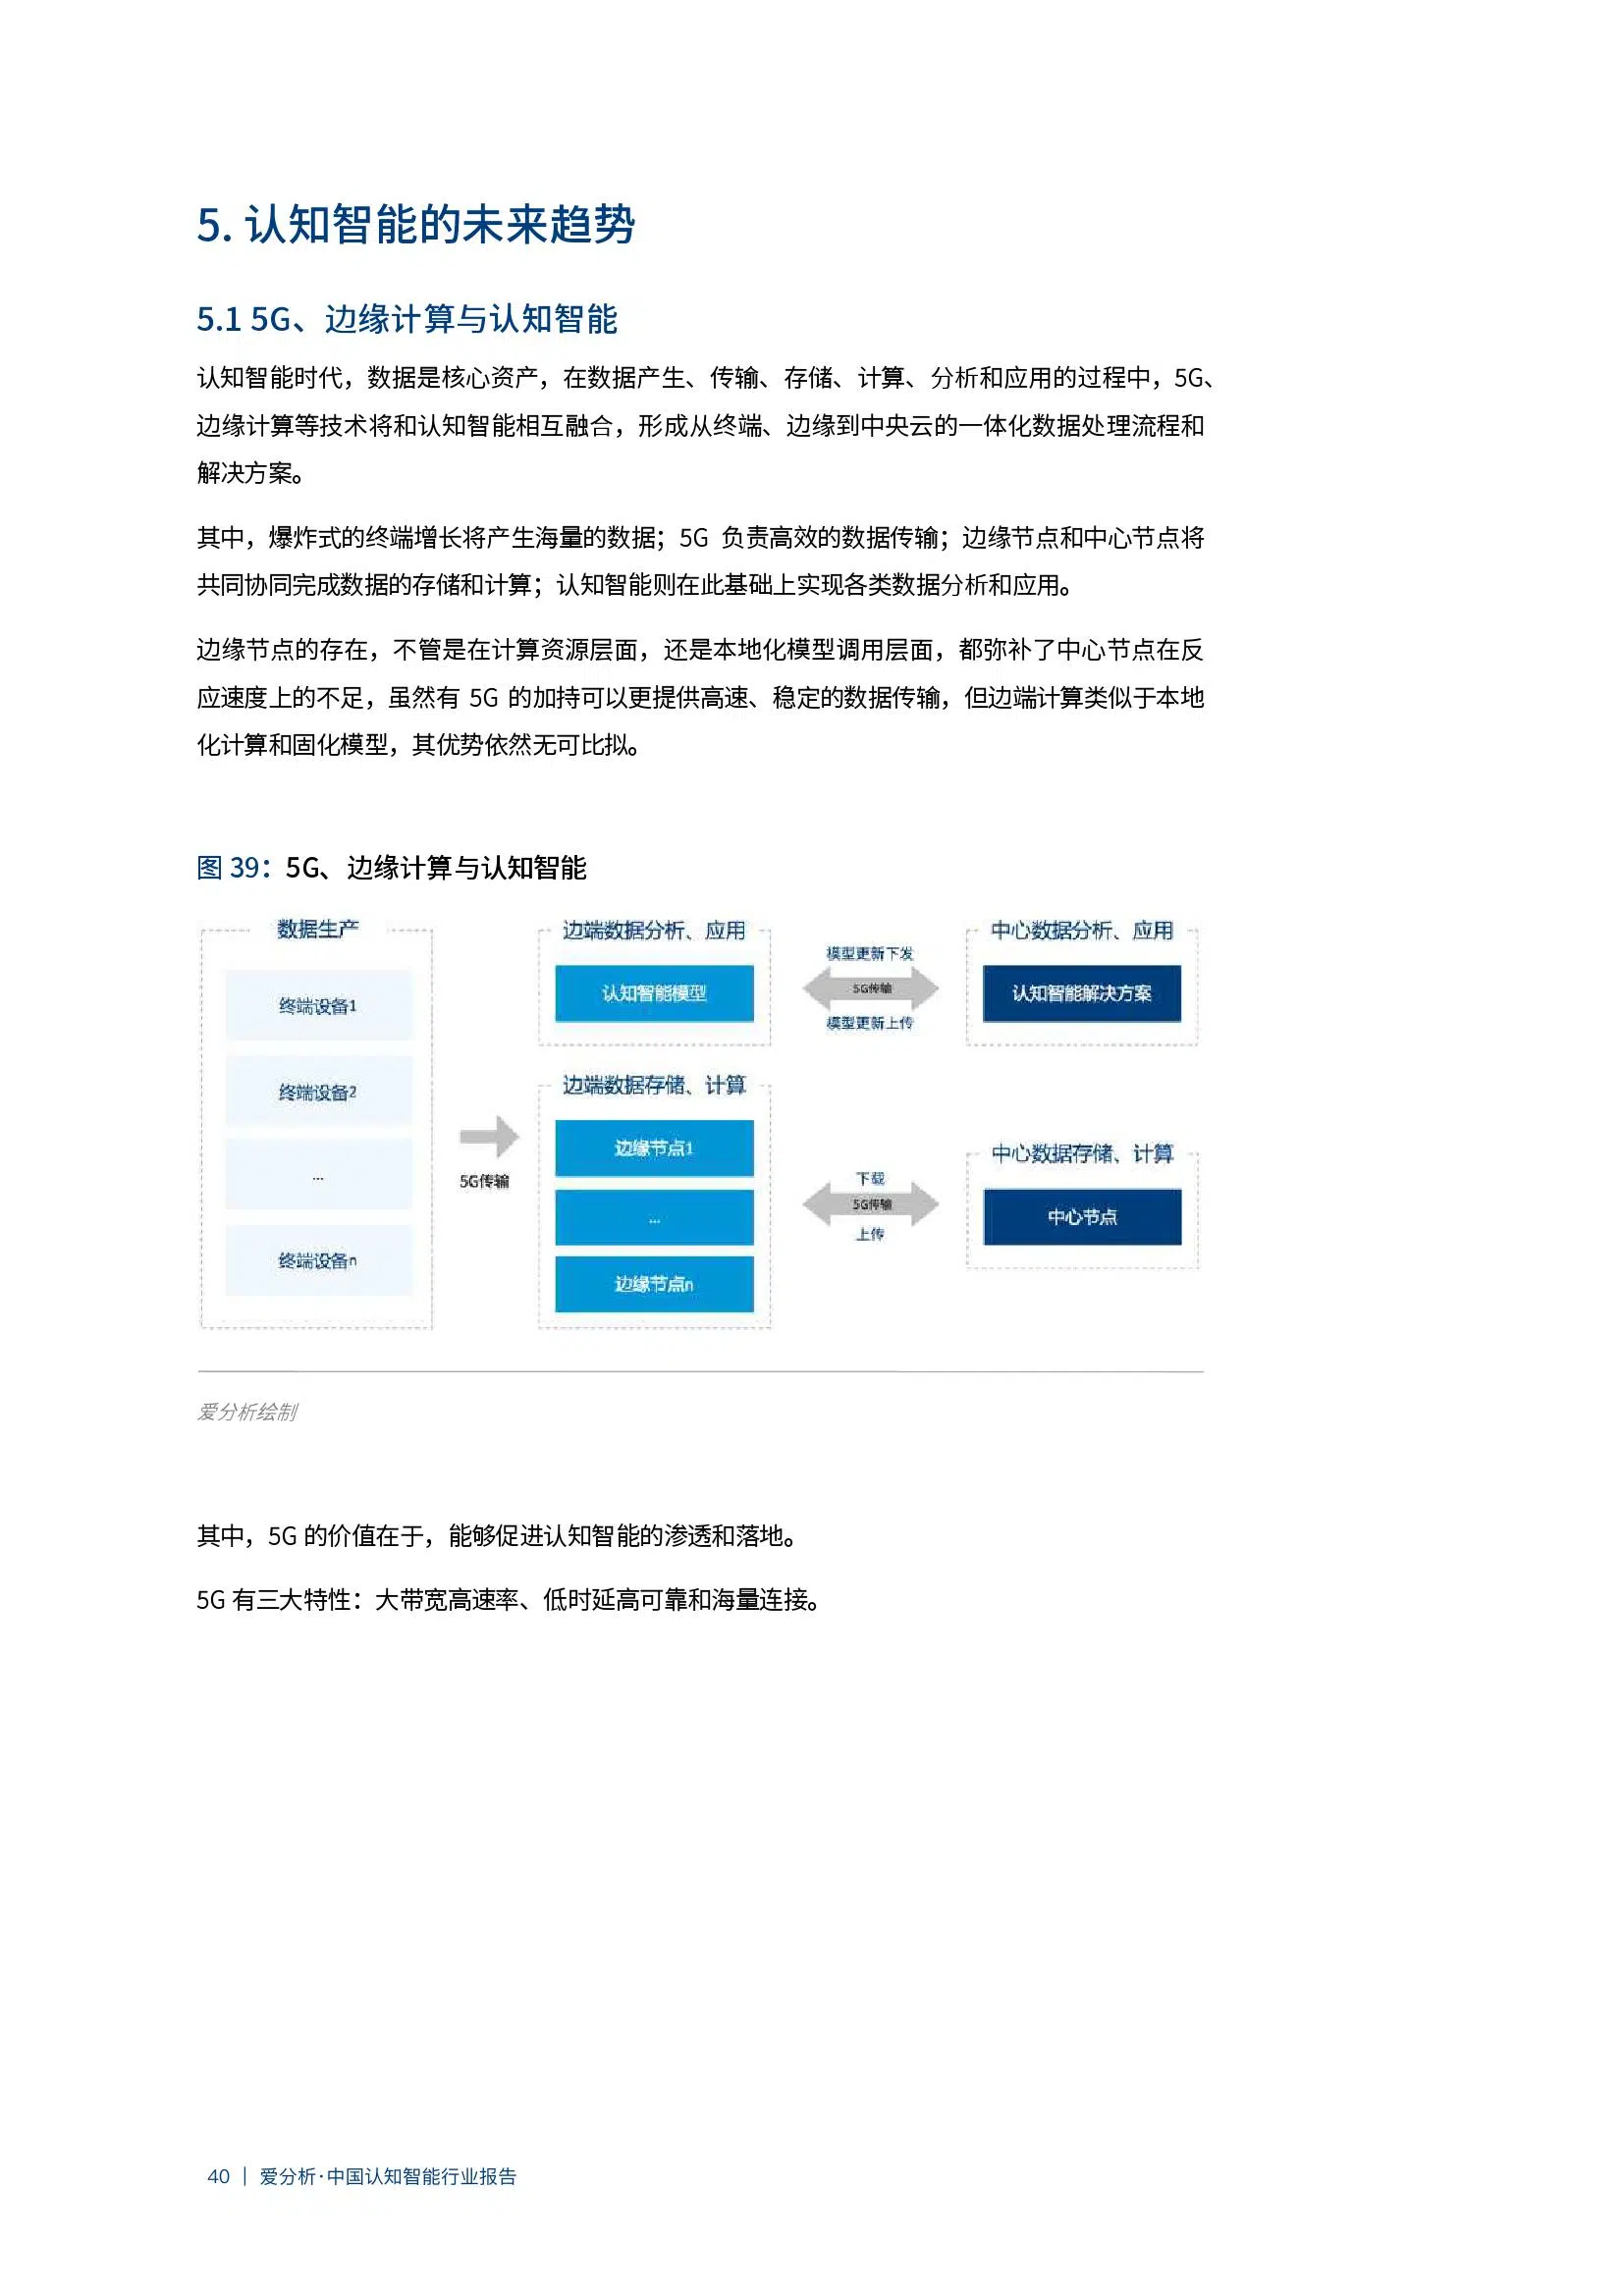 5. 认知智能的未来趋势
5.1 5G、边缘计算与认知智能
认知智能时代，数据是核心资产，在数据产生、传输、存储、计算、分析和应用的过程中，5G、
边缘计算等技术将和认知智能相互融合，形成从终端、边缘到中央云的一体化数据处理流程和
解决方案。
其中，爆炸式的终端增长将产生海量的数据；5G 负责高效的数据传输；边缘节点和中心节点将
共同协同完成数据的存储和计算；认知智能则在此基础上实现各类数据分析和应用。
边缘节点的存在，不管是在计算资源层面，还是本地化模型调用层面，都弥补了中心节点在反
应速度上的不足，虽然有 5G 的加持可以更提供高速、稳定的数据传输，但边端计算类似于本地
化计算和固化模型，其优势依然无可比拟。
图 39：5G、边缘计算与认知智能
数据生产
终端设备1
终端设备2
...
终端设备n
5G传输
边端数据分析、应用
认知智能模型
边端数据存储、计算
边缘节点1
...
边缘节点n
模型更新下发
5G传输
模型更新上传
下载
5G传输
上传
中心数据分析、应用
认知智能解决方案
中心数据存储、计算
中心节点
爱分析绘制
其中，5G 的价值在于，能够促进认知智能的渗透和落地。
5G 有三大特性：大带宽高速率、低时延高可靠和海量连接。
40 | 爱分析·中国认知智能行业报告